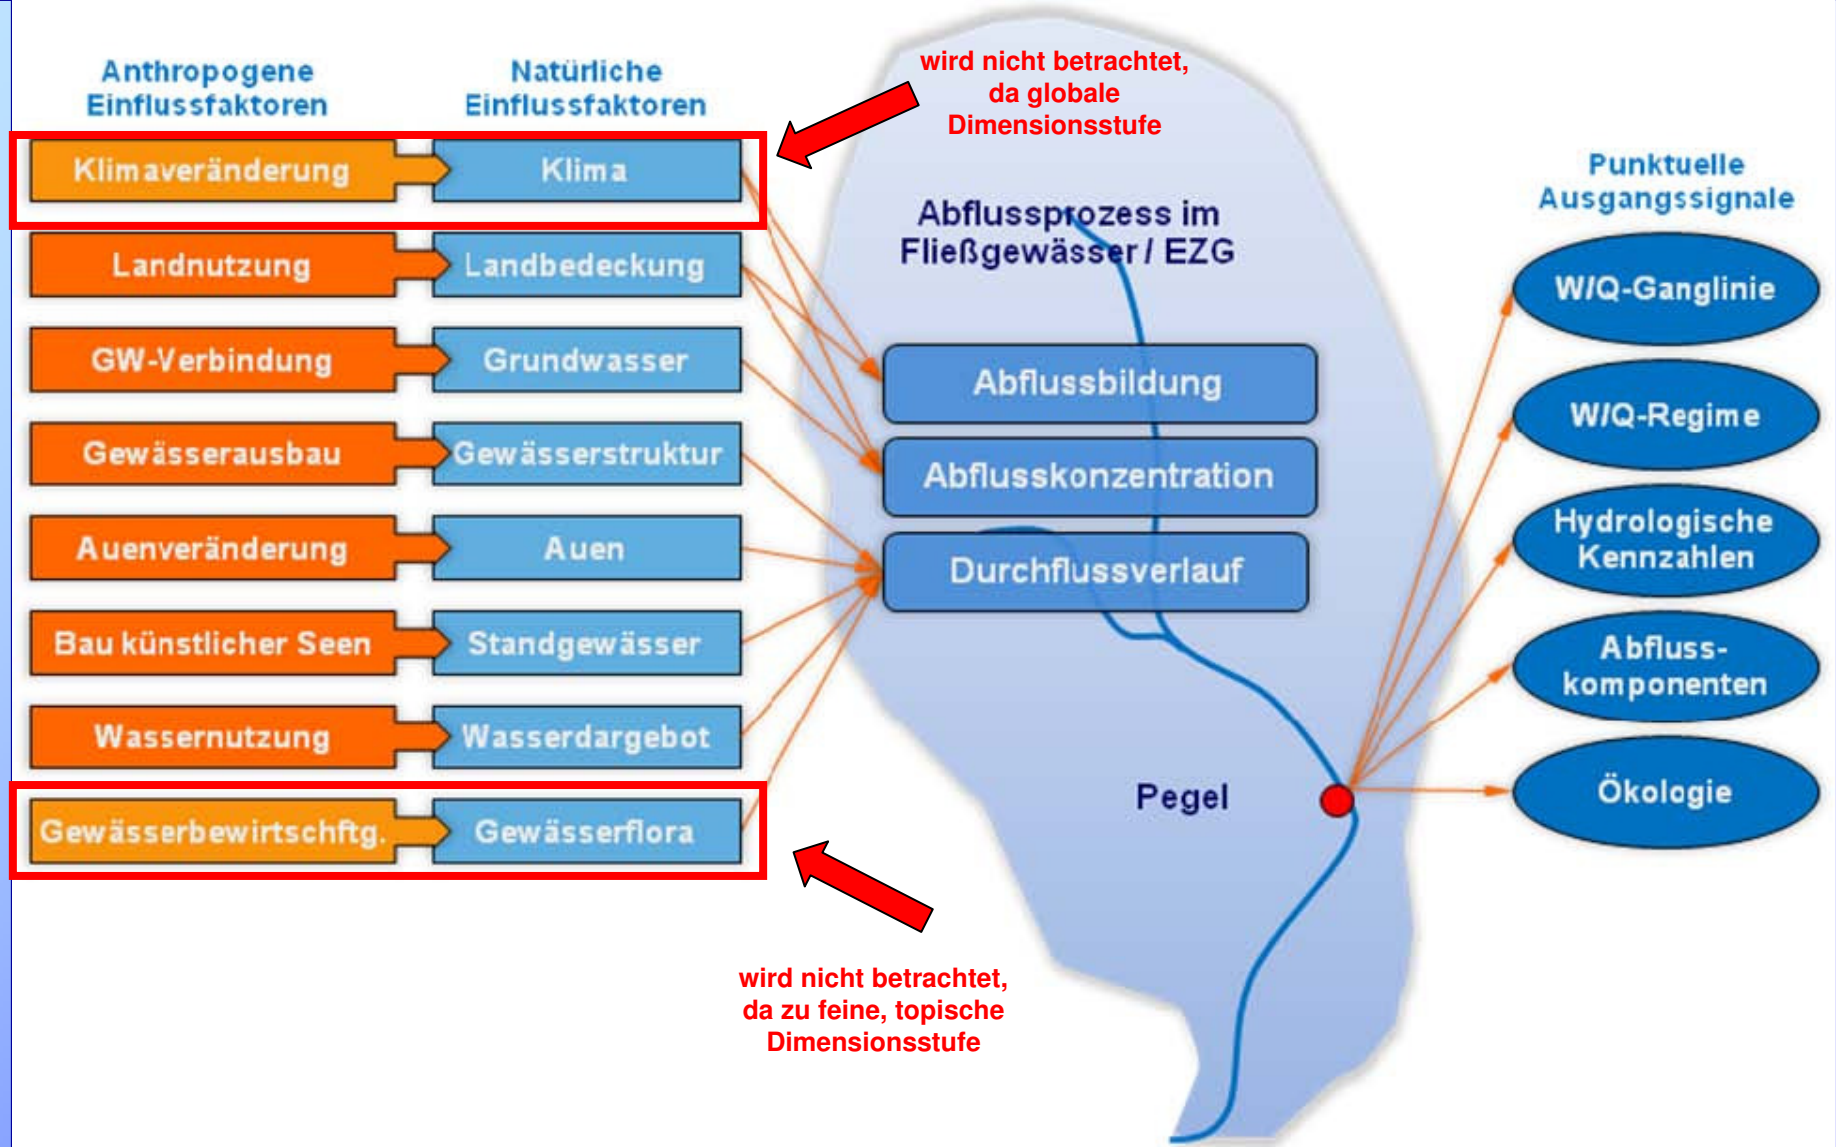 Anthropogene
Einflussfaktoren
Natürliche
Einflussfaktoren
Klimaveränderung
Klima
Landnutzung
Landbedeckung
GW-Verbindung
Grundwasser
Gewässerausbau
Gewässerstruktur
Auenveränderung
Auen
Bau künstlicher Seen
Standgewässer
Wassernutzung
Wasserdargebot
Gewässerbewirtschftg.
Gewässerflora
wird nicht betrachtet,
da globale
Dimensionsstufe
wird nicht betrachtet,
da zu feine, topische
Dimensionsstufe
Abflussprozess im
Fließgewässer / EZG
Abflussbildung
Abflusskonzentration
Durchflussverlauf
Pegel
Punktuelle
Ausgangssignale
W/Q-Ganglinie
W/Q-Regime
Hydrologische
Kennzahlen
Abfluss-
komponenten
Ökologie